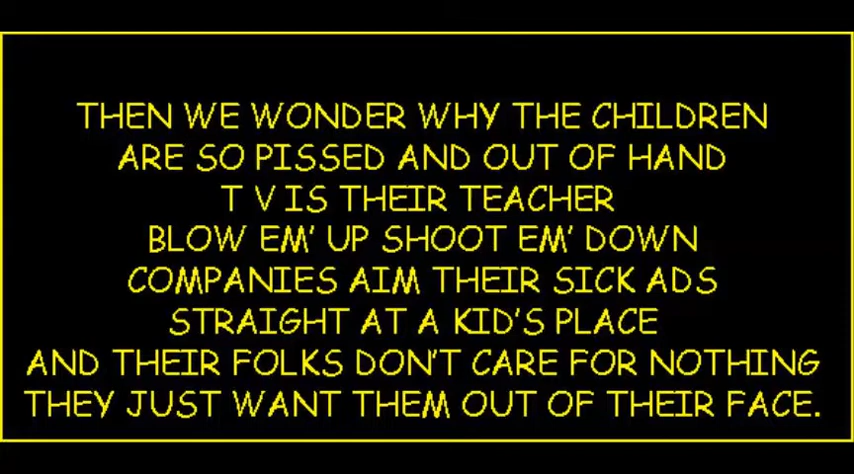 THEN WE WONDER WHY THE CHILDREN
ARE SO PISSED AND OUT OF HAND
T V IS THEIR TEACHER
BLOW EM' UP SHOOT EM' DOWN
COMPANIES AIM THEIR SICK ADS
STRAIGHT AT A KID'S PLACE
AND THEIR FOLKS DON'T CARE FOR NOTHING
THEY JUST WANT THEM OUT OF THEIR FACE.